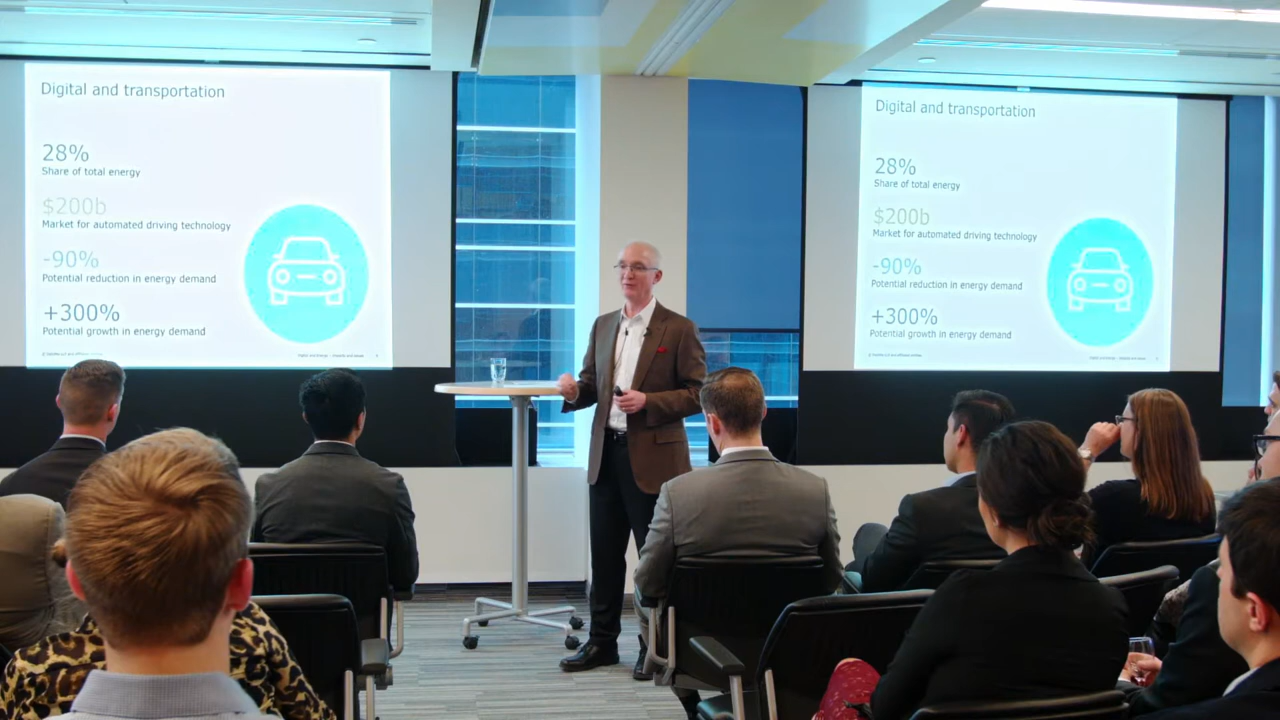 Digital and transportation
28%
Share of total energy
$200b
Market for automated driving technology
-90%
Potential reduction in energy demand
+300%
Potential growth in energy demand
Digital and transportation
28%
Share of total energy
$200b
Market for automated driving technology
-90%
Potential reduction in energy demand
+300%
Potential growth in energy demand